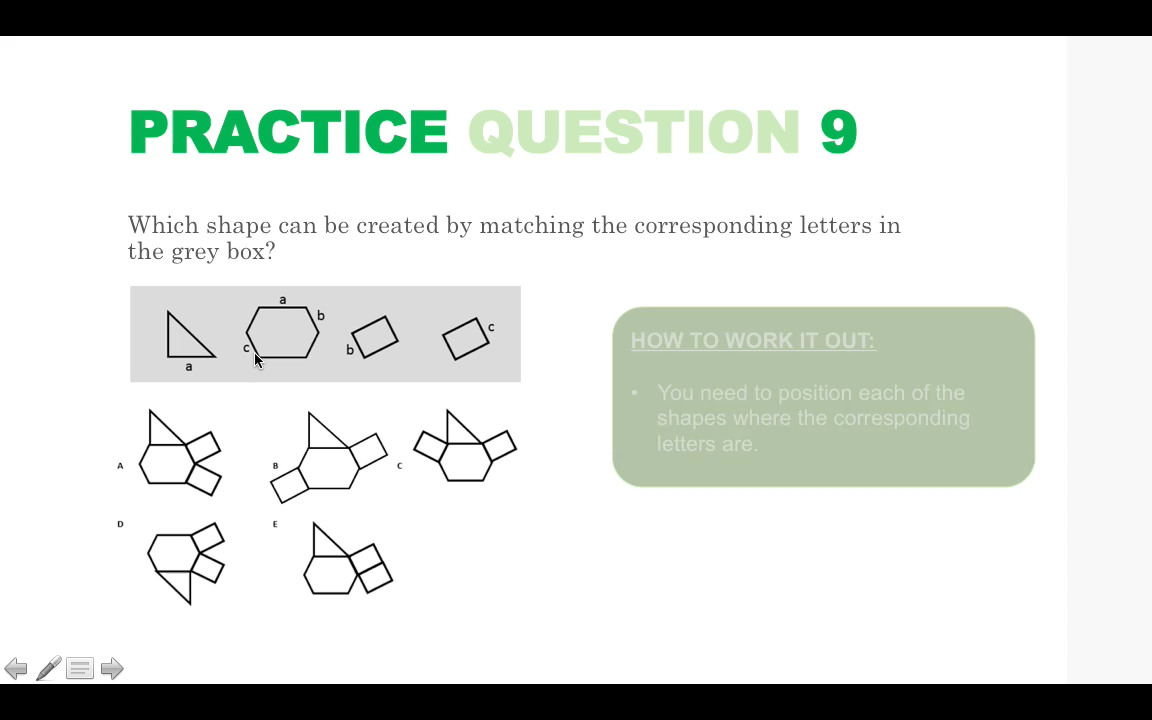 PRACTICE QUESTION 9
Which shape can be created by matching the corresponding letters in
the grey box?
a
b
c
a
b
c
HOW TO WORK IT OUT:
• You need to position each of the
shapes where the corresponding
letters are.
A
B
C
D
E